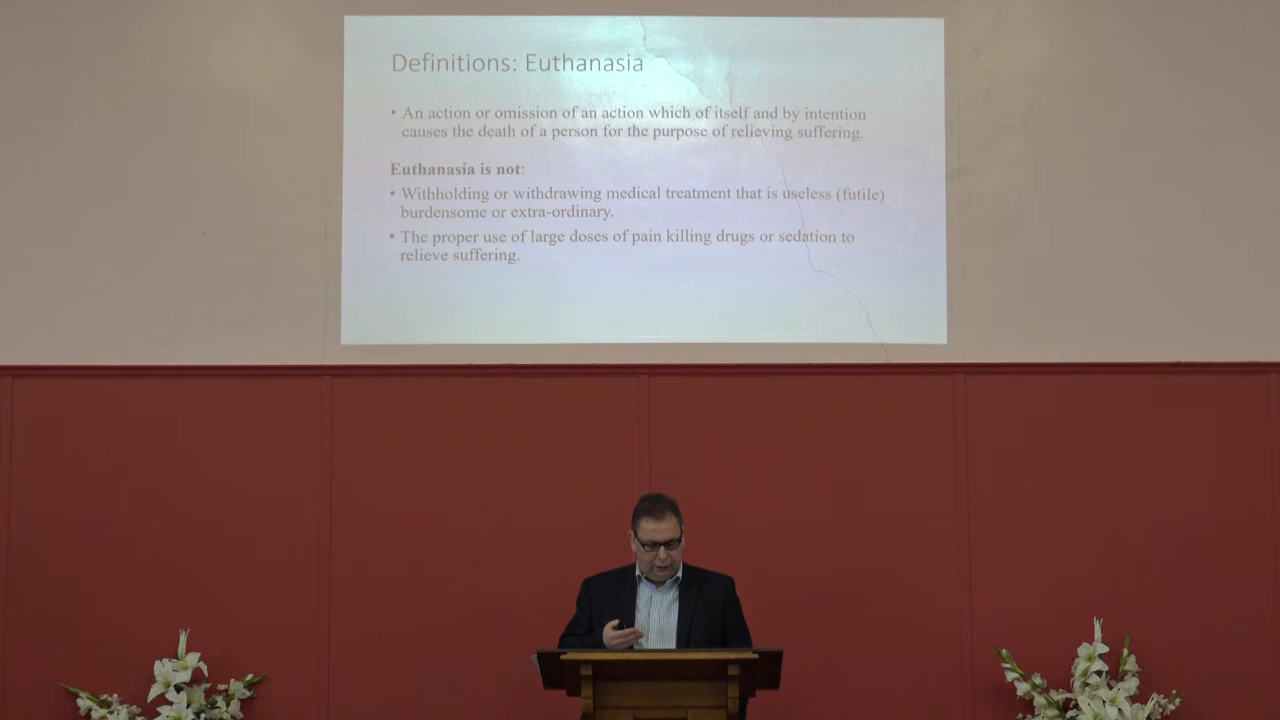 Definitions: Euthanasia
• An action or omission of an action which of itself and by intention
causes the death of a person for the purpose of relieving suffering.
Euthanasia is not:
• Withholding or withdrawing medical treatment that is useless (futile)
burdensome or extra-ordinary.
• The proper use of large doses of pain killing drugs or sedation to
relieve suffering.